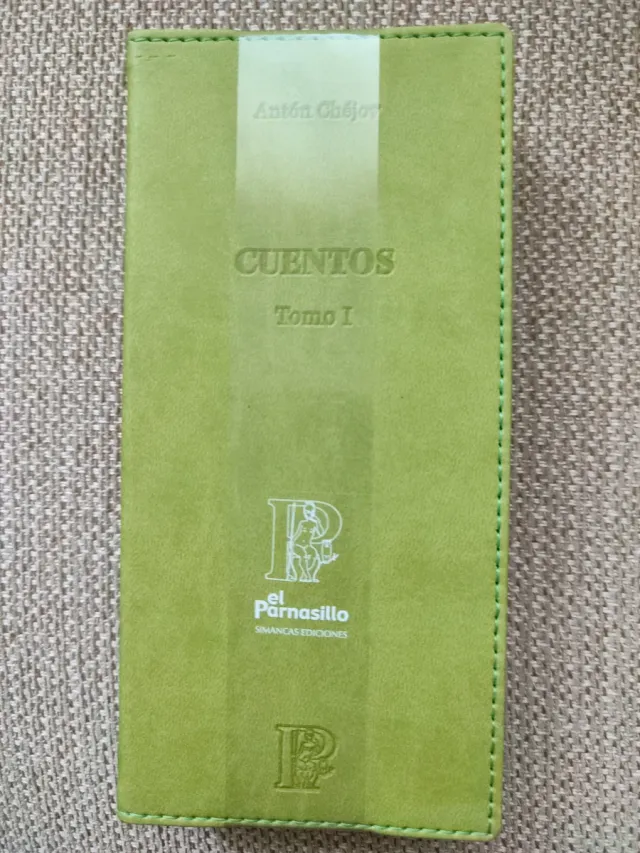 Antón Chéjov
CUENTOS
Tomo I
P
el
Parnasillo
SIMANCAS EDICIONES
P